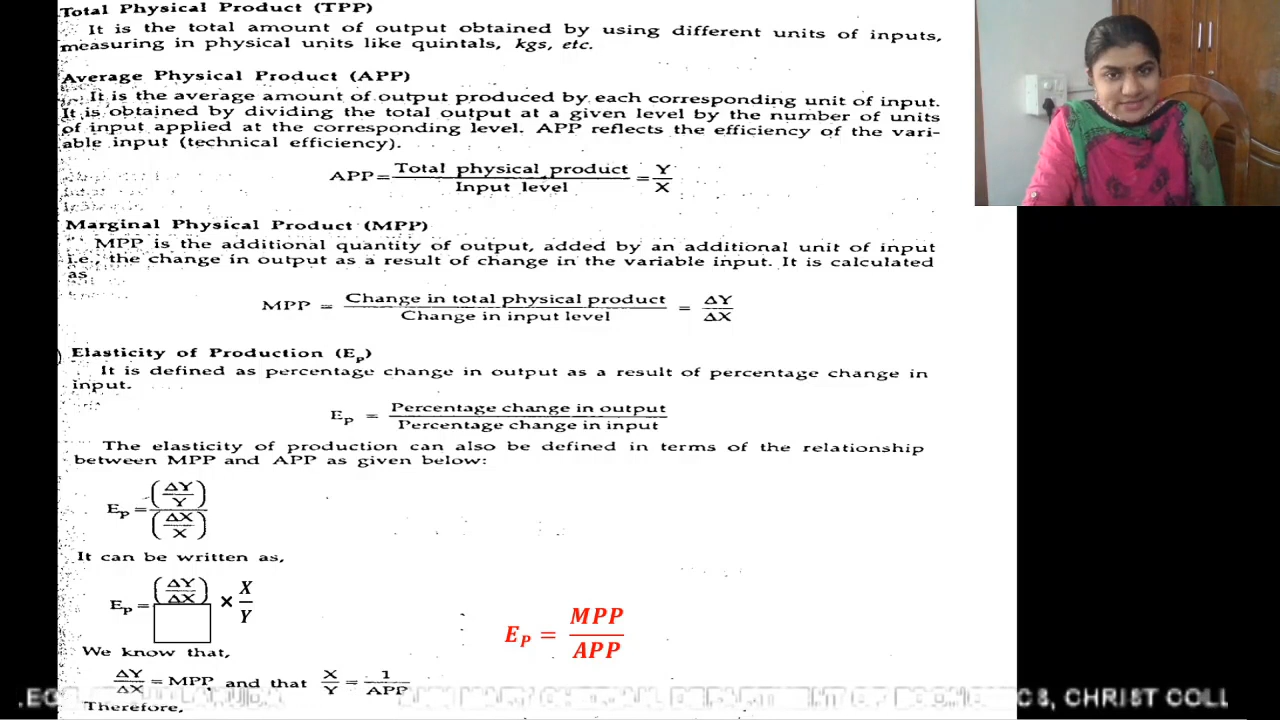 Total Physical Product (TPP)
It is the total amount of output obtained by using different units of inputs,
measuring in physical units like quintals, kgs, etc.
Average Physical Product (APP)
It is the average amount of output produced by each corresponding unit of input.
It is obtained by dividing the total output at a given level by the number of units
of input applied at the corresponding level. APP reflects the efficiency of the vari-
able input (technical efficiency).
APP= Total physical product / Input level = Y / X
Marginal Physical Product (MPP)
MPP is the additional quantity of output, added by an additional unit of input
i.e., the change in output as a result of change in the variable input. It is calculated
as
MPP = Change in total physical product / Change in input level = ΔY / ΔX
Elasticity of Production (Ep)
It is defined as percentage change in output as a result of percentage change in
input.
Ep = Percentage change in output / Percentage change in input
The elasticity of production can also be defined in terms of the relationship
between MPP and APP as given below:
Ep = (ΔY / Y) / (ΔX / X)
It can be written as,
Ep = (ΔY / ΔX) × X / Y
EP = MPP / APP
We know that,
ΔY / ΔX = MPP and that X / Y = 1 / APP
Therefore,
S, CHRIST COLL